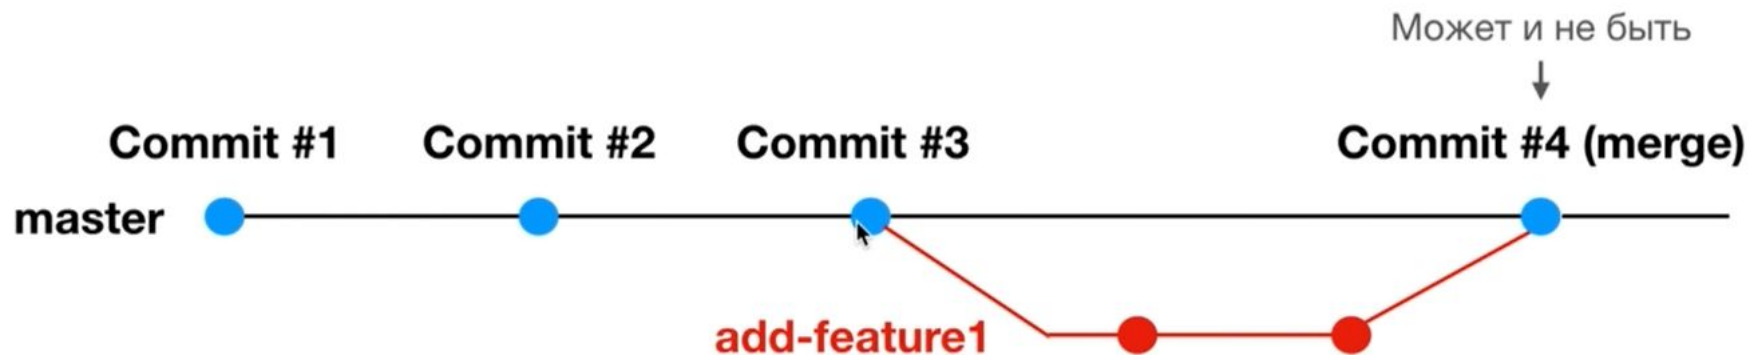 Может и не быть
Commit #1 Commit #2 Commit #3 Commit #4 (merge)
master
add-feature1